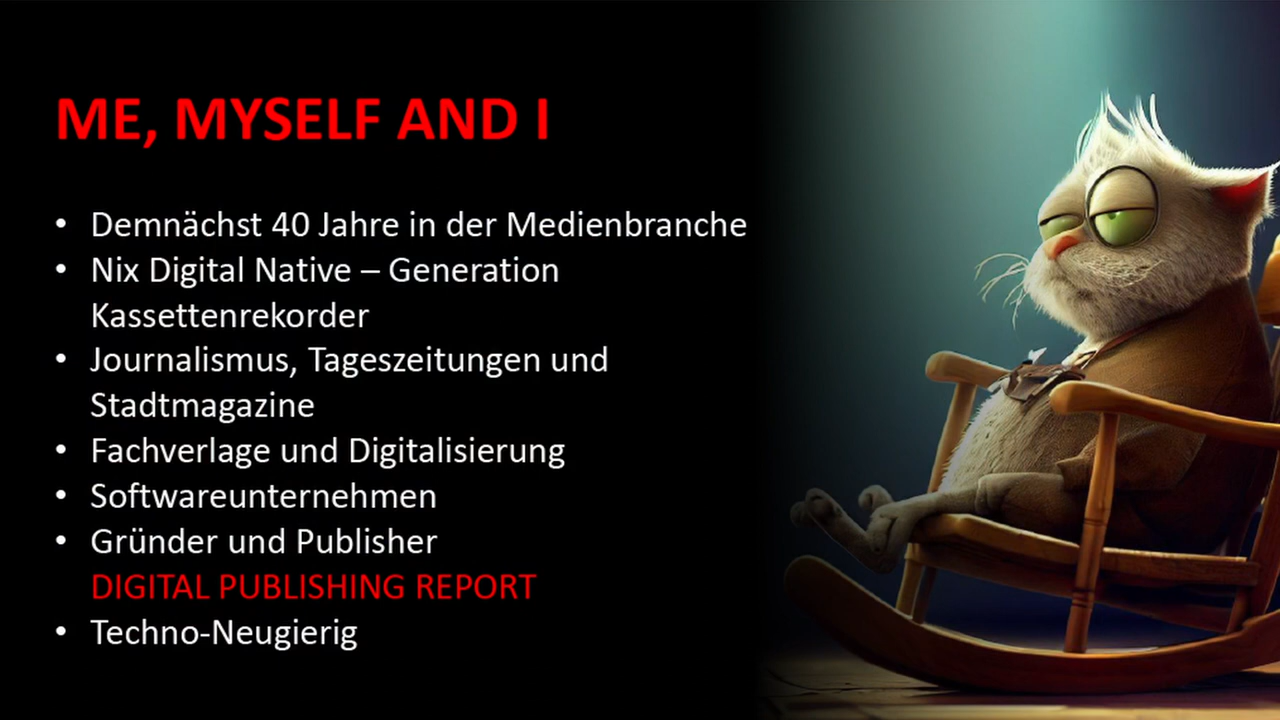 ME, MYSELF AND I
• Demnächst 40 Jahre in der Medienbranche
• Nix Digital Native – Generation
Kassettenrekorder
• Journalismus, Tageszeitungen und
Stadtmagazine
• Fachverlage und Digitalisierung
• Softwareunternehmen
• Gründer und Publisher
DIGITAL PUBLISHING REPORT
• Techno-Neugierig